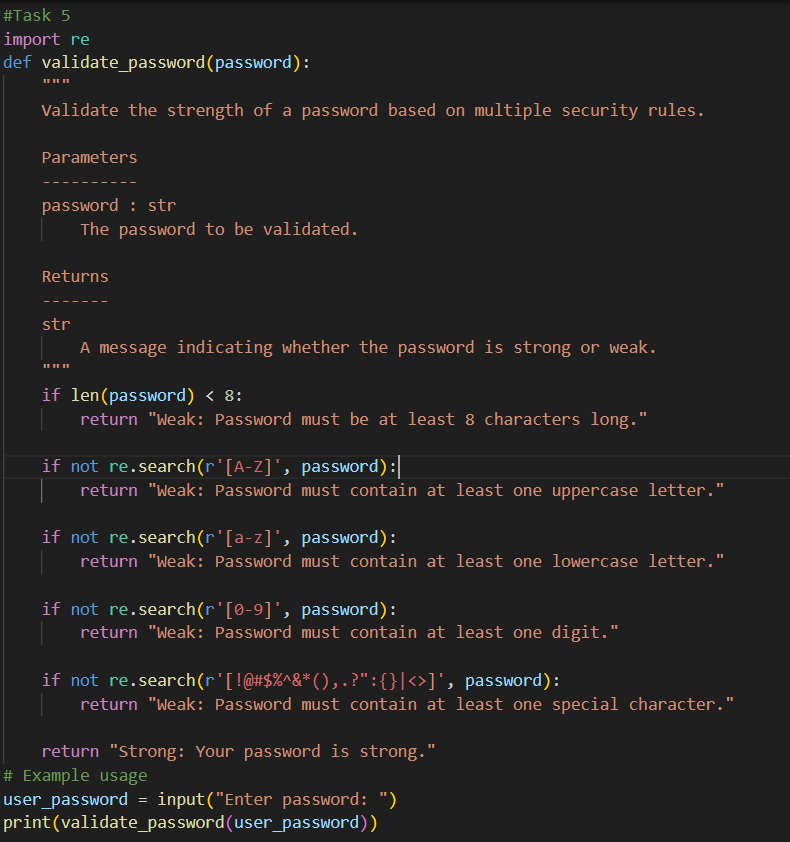 #Task 5
import re
def validate_password(password):
    """
    Validate the strength of a password based on multiple security rules.

    Parameters
    ----------
    password : str
        The password to be validated.

    Returns
    -------
    str
        A message indicating whether the password is strong or weak.
    """
    if len(password) < 8:
        return "Weak: Password must be at least 8 characters long."

    if not re.search(r'[A-Z]', password):
        return "Weak: Password must contain at least one uppercase letter."

    if not re.search(r'[a-z]', password):
        return "Weak: Password must contain at least one lowercase letter."

    if not re.search(r'[0-9]', password):
        return "Weak: Password must contain at least one digit."

    if not re.search(r'[!@#$%^&*(),.?":{}|<>]', password):
        return "Weak: Password must contain at least one special character."

    return "Strong: Your password is strong."
# Example usage
user_password = input("Enter password: ")
print(validate_password(user_password))